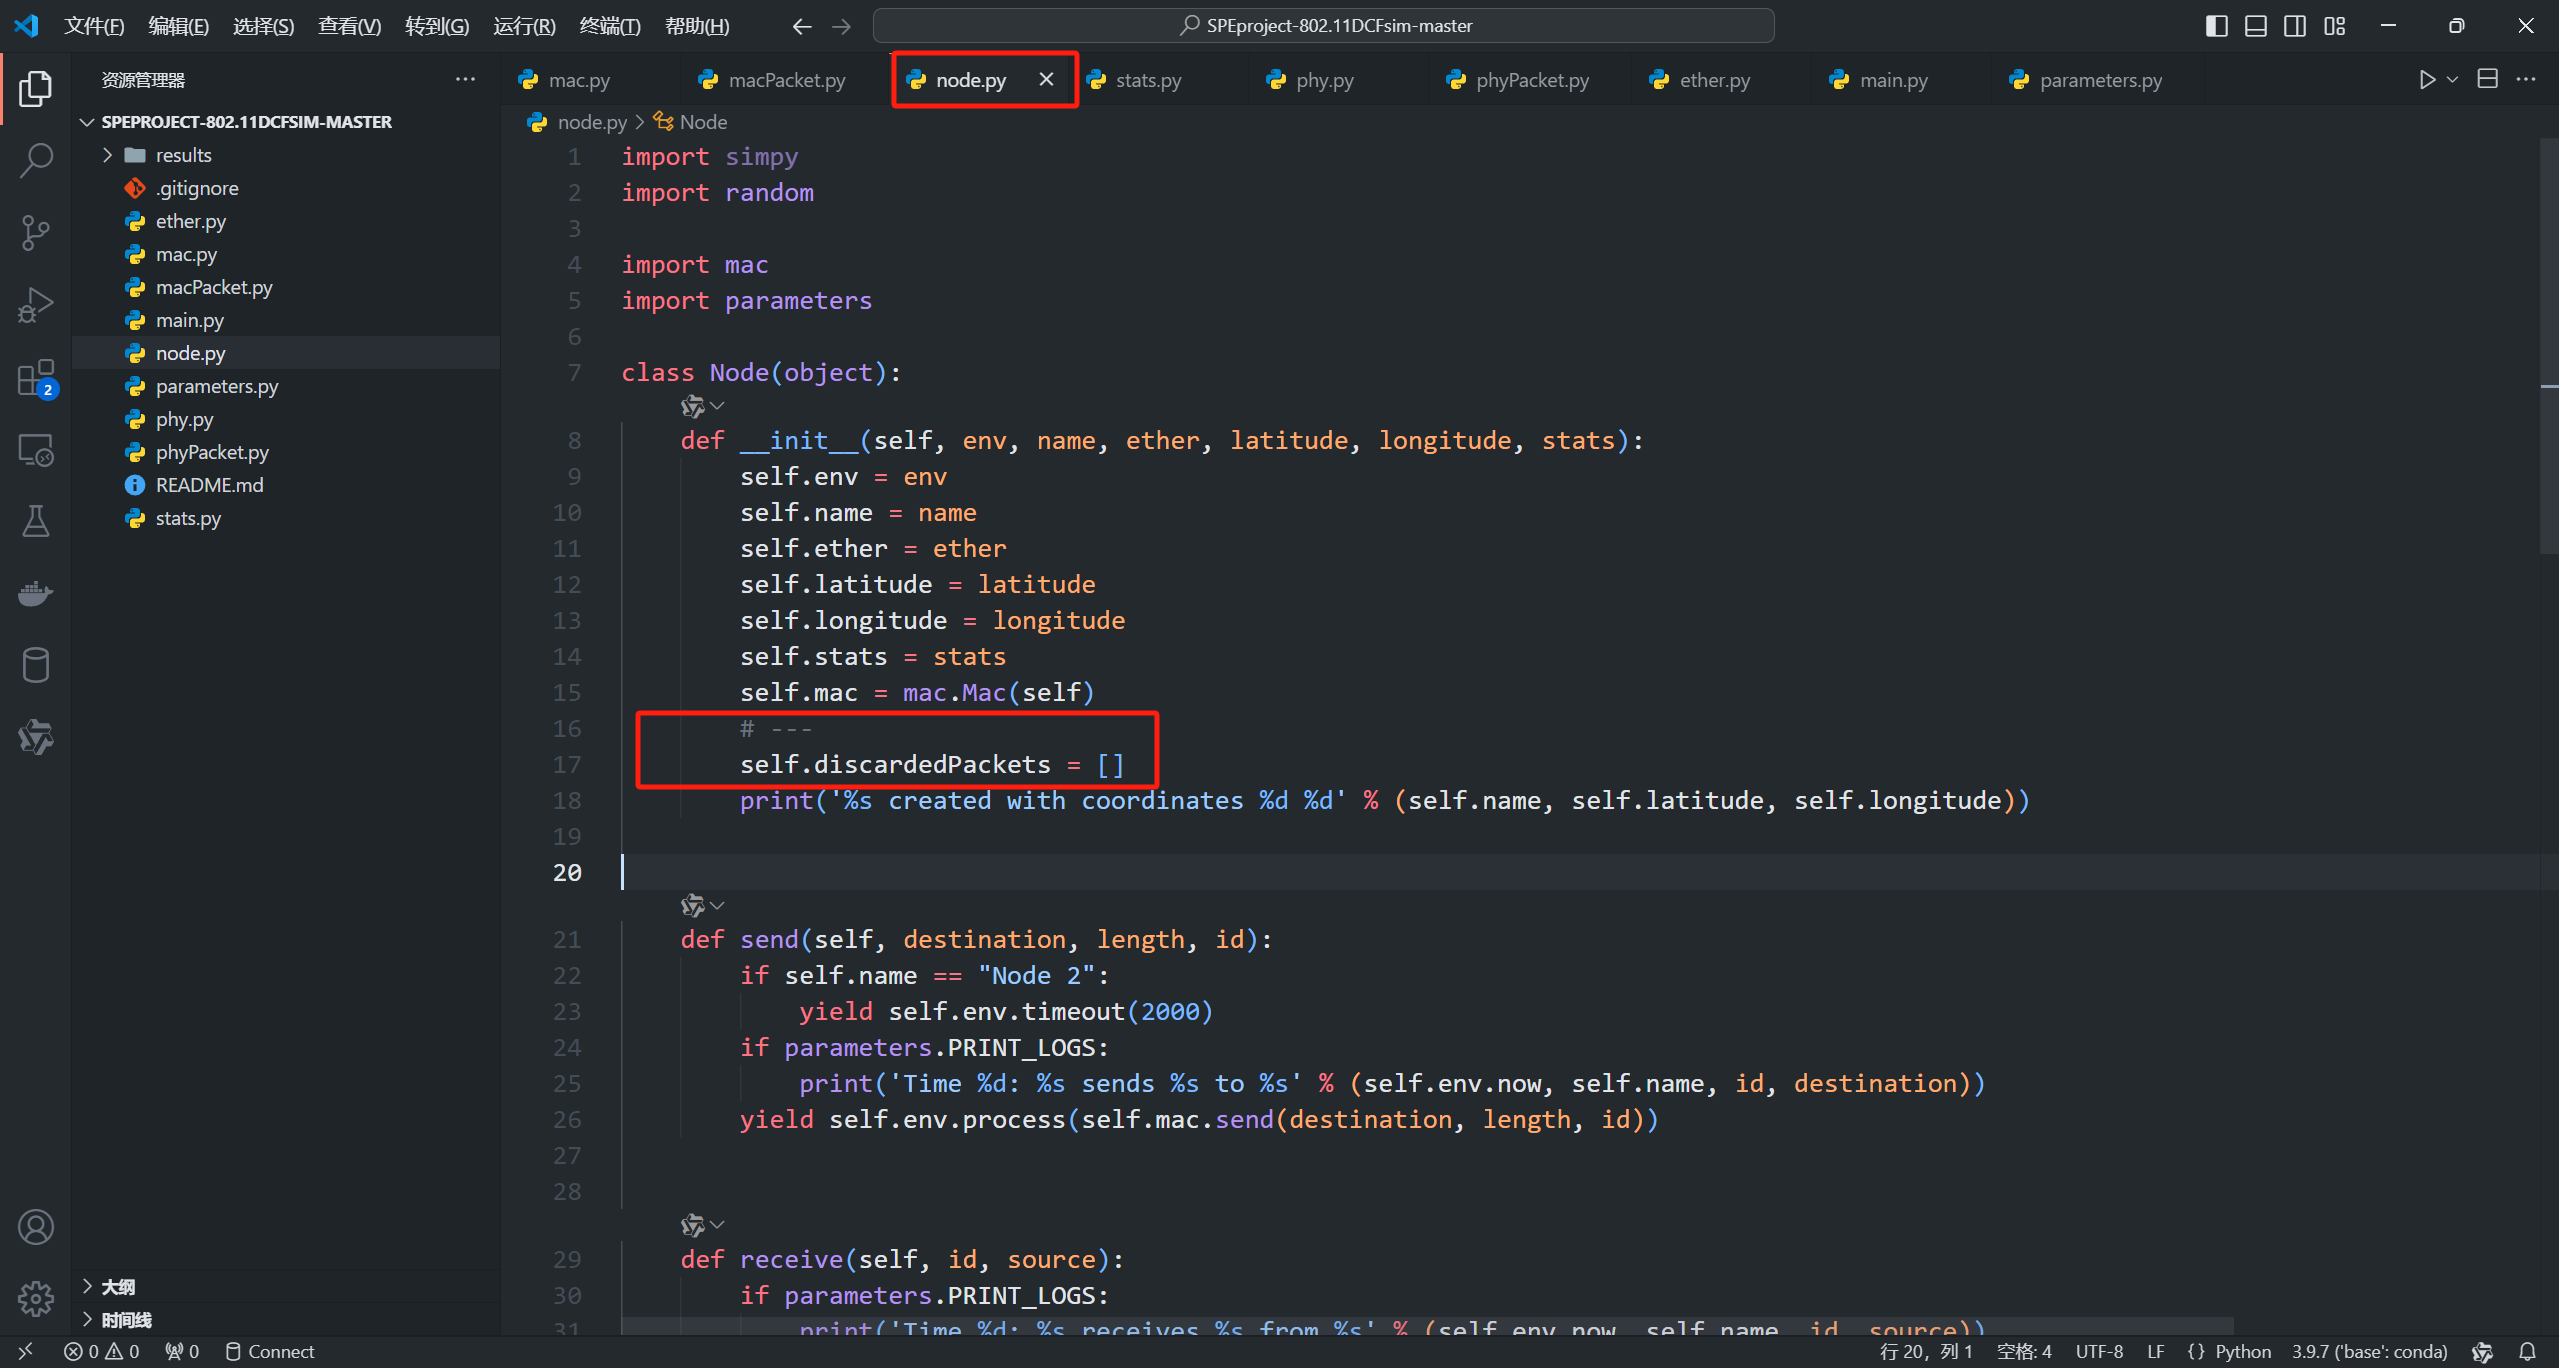 文件(F) 编辑(E) 选择(S) 查看(V) 转到(G) 运行(R) 终端(T) 帮助(H) SPEproject-802.11DCFsim-master
资源管理器
SPEPROJECT-802.11DCFSIM-MASTER
results
.gitignore
ether.py
mac.py
macPacket.py
main.py
node.py
parameters.py
phy.py
phyPacket.py
README.md
stats.py
大纲
时间线
2
mac.py macPacket.py node.py stats.py phy.py phyPacket.py ether.py main.py parameters.py
node.py > Node
1 import simpy
2 import random
3
4 import mac
5 import parameters
6
7 class Node(object):
8 def __init__(self, env, name, ether, latitude, longitude, stats):
9 self.env = env
10 self.name = name
11 self.ether = ether
12 self.latitude = latitude
13 self.longitude = longitude
14 self.stats = stats
15 self.mac = mac.Mac(self)
16 # ---
17 self.discardedPackets = []
18 print('%s created with coordinates %d %d' % (self.name, self.latitude, self.longitude))
19
20
21 def send(self, destination, length, id):
22 if self.name == "Node 2":
23 yield self.env.timeout(2000)
24 if parameters.PRINT_LOGS:
25 print('Time %d: %s sends %s to %s' % (self.env.now, self.name, id, destination))
26 yield self.env.process(self.mac.send(destination, length, id))
27
28
29 def receive(self, id, source):
30 if parameters.PRINT_LOGS:
31 print('Time %d: %s receives %s from %s' % (self.env.now, self.name, id, source))
0 0 0 Connect 行 20，列 1 空格: 4 UTF-8 LF {} Python 3.9.7 ('base': conda)